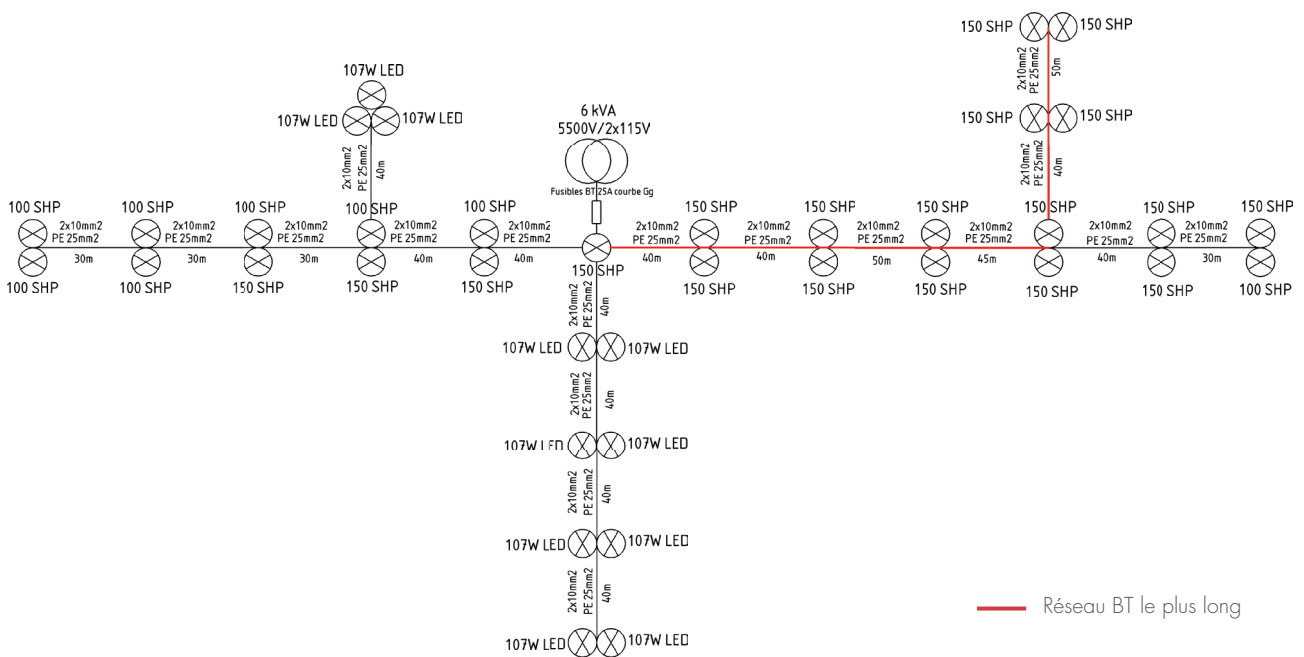 150 SHP 150 SHP
2x10mm2
PE 25mm2
50m
107W LED
107W LED 107W LED
6 kVA
5500V/2x115V
150 SHP 150 SHP
2x10mm2
PE 25mm2
40m
2x10mm2
PE 25mm2
40m
Fusibles BT 25A courbe Gg
100 SHP 100 SHP 100 SHP 100 SHP 100 SHP 150 SHP 150 SHP 150 SHP 150 SHP 150 SHP 150 SHP
2x10mm2 2x10mm2 2x10mm2 2x10mm2 2x10mm2 2x10mm2 2x10mm2 2x10mm2 2x10mm2 2x10mm2 2x10mm2
PE 25mm2 PE 25mm2 PE 25mm2 PE 25mm2 PE 25mm2 PE 25mm2 PE 25mm2 PE 25mm2 PE 25mm2 PE 25mm2 PE 25mm2
30m 30m 30m 40m 40m 40m 40m 50m 45m 40m 30m
100 SHP 100 SHP 150 SHP 150 SHP 150 SHP 150 SHP 150 SHP 150 SHP 150 SHP 150 SHP 150 SHP 100 SHP
2x10mm2
PE 25mm2
40m
107W LED 107W LED
2x10mm2
PE 25mm2
40m
107W LED 107W LED
2x10mm2
PE 25mm2
40m
107W LED 107W LED
2x10mm2
PE 25mm2
40m
107W LED 107W LED
Réseau BT le plus long